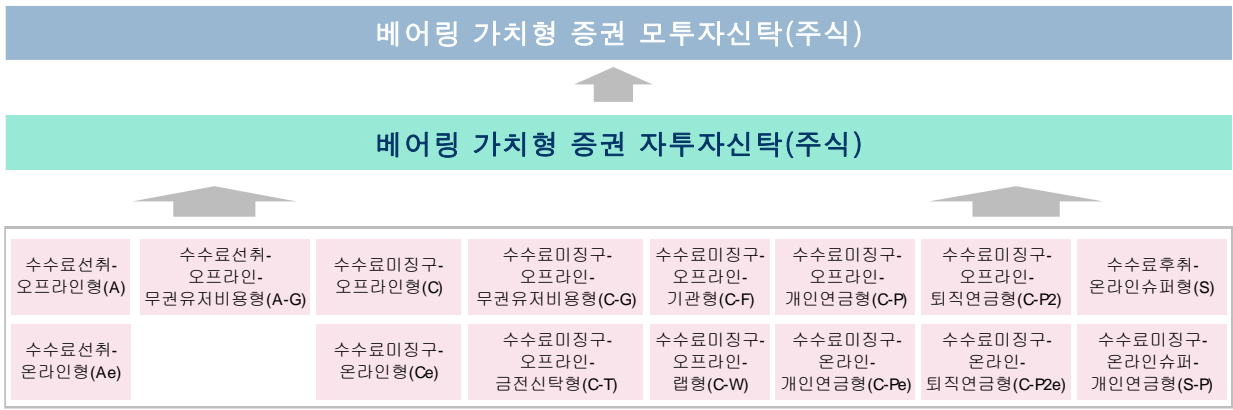 베어링 가치형 증권 모투자신탁(주식)
베어링 가치형 증권 자투자신탁(주식)
수수료선취-
오프라인형(A)
수수료선취-
오프라인-
무권유저비용형(A-G)
수수료미징구-
오프라인형(C)
수수료미징구-
오프라인-
무권유저비용형(C-G)
수수료미징구-
오프라인-
기관형(C-F)
수수료미징구-
오프라인-
개인연금형(C-P)
수수료미징구-
오프라인-
퇴직연금형(C-P2)
수수료후취-
온라인슈퍼형(S)
수수료선취-
온라인형(Ae)
수수료미징구-
온라인형(Ce)
수수료미징구-
오프라인-
금전신탁형(C-T)
수수료미징구-
오프라인-
랩형(C-W)
수수료미징구-
온라인-
개인연금형(C-Pe)
수수료미징구-
온라인-
퇴직연금형(C-P2e)
수수료미징구-
온라인슈퍼-
개인연금형(S-P)